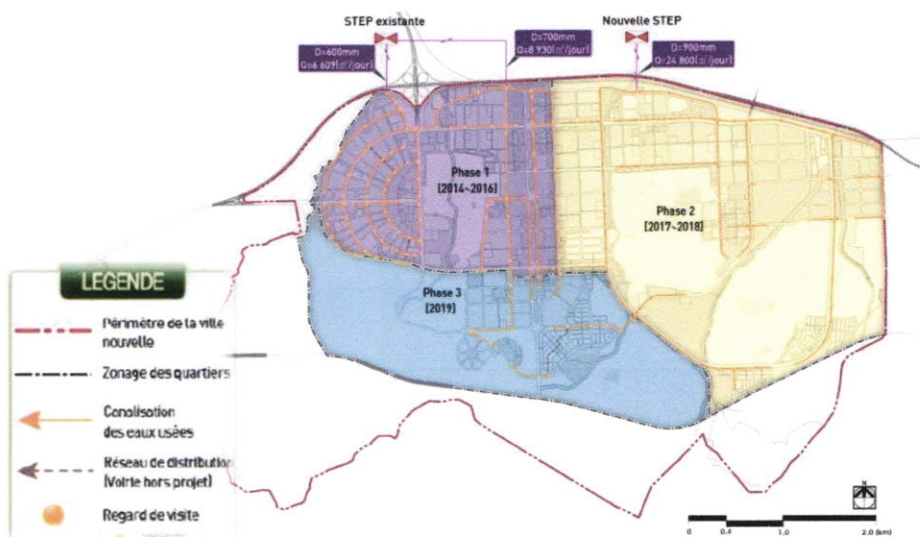 STEP existante
Nouvelle STEP
D=600mm
Q=6 609(㎥/jour)
D=700mm
Q=8 930(㎥/jour)
D=900mm
Q=24 800(㎥/jour)
Phase 1
[2014~2016]
Phase 2
[2017~2018]
Phase 3
[2019]
LEGENDE
Périmètre de la ville
nouvelle
Zonage des quartiers
Canalisation
des eaux usées
Réseau de distribution
(Voirie hors projet)
Regard de visite
N
0 0.4 1.0 2.0 (km)